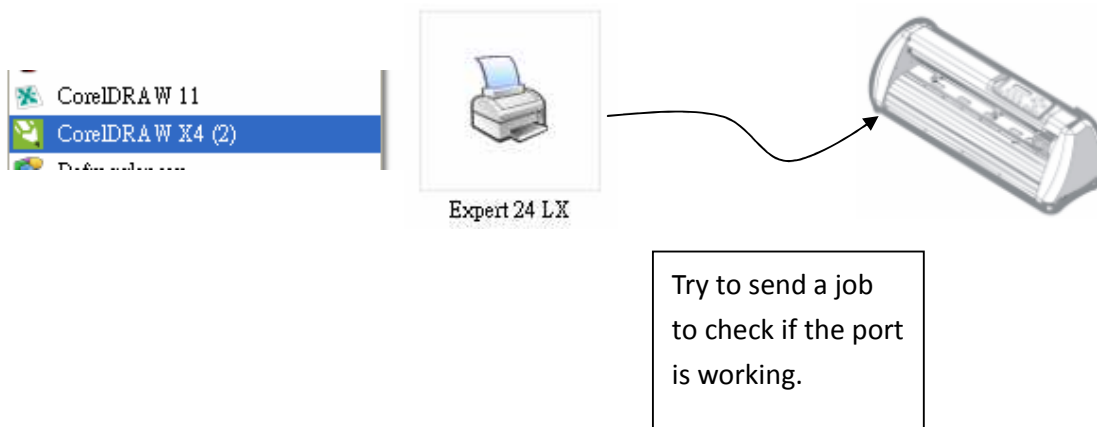 CorelDRAW 11
CorelDRAW X4 (2)
Expert 24 LX
Try to send a job
to check if the port
is working.